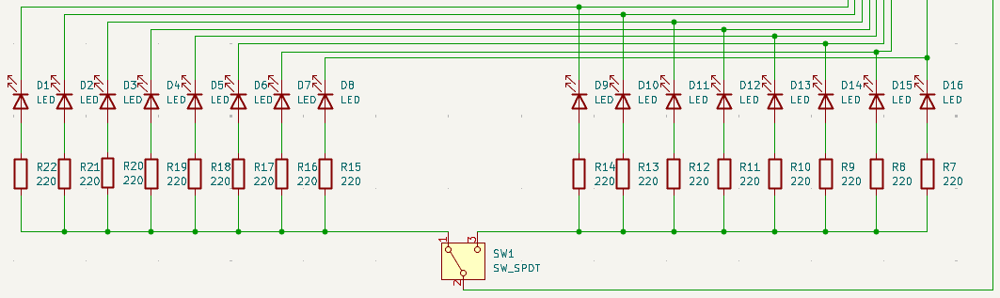 D1 D2 D3 D4 D5 D6 D7 D8 D9 D10 D11 D12 D13 D14 D15 D16
LED LED LED LED LED LED LED LED LED LED LED LED LED LED LED LED
R22 R21 R20 R19 R18 R17 R16 R15 R14 R13 R12 R11 R10 R9 R8 R7
220 220 220 220 220 220 220 220 220 220 220 220 220 220 220 220
1 3
SW1
SW_SPDT
2